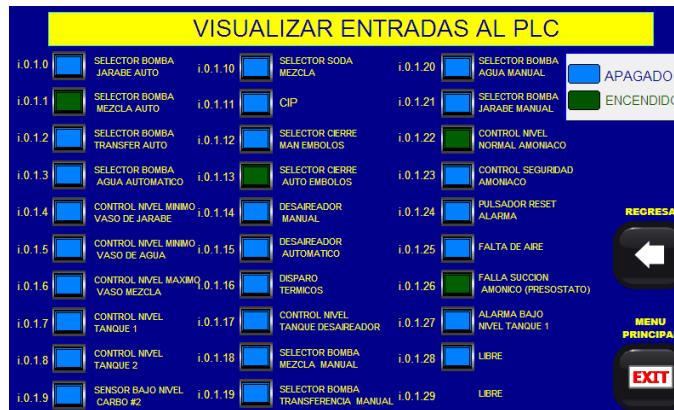 VISUALIZAR ENTRADAS AL PLC
i.0.1.0 SELECTOR BOMBA
JARABE AUTO
i.0.1.1 SELECTOR BOMBA
MEZCLA AUTO
i.0.1.2 SELECTOR BOMBA
TRANSFER AUTO
i.0.1.3 SELECTOR BOMBA
AGUA AUTOMATICO
i.0.1.4 CONTROL NIVEL MINIMO
VASO DE JARABE
i.0.1.5 CONTROL NIVEL MINIMO
VASO DE AGUA
i.0.1.6 CONTROL NIVEL MAXIMO
VASO MEZCLA
i.0.1.7 CONTROL NIVEL
TANQUE 1
i.0.1.8 CONTROL NIVEL
TANQUE 2
i.0.1.9 SENSOR BAJO NIVEL
CARBO #2
i.0.1.10 SELECTOR SODA
MEZCLA
i.0.1.11 CIP
i.0.1.12 SELECTOR CIERRE
MAN EMBOLOS
i.0.1.13 SELECTOR CIERRE
AUTO EMBOLOS
i.0.1.14 DESAIREADOR
MANUAL
i.0.1.15 DESAIREADOR
AUTOMATICO
i.0.1.16 DISPARO
TERMICOS
i.0.1.17 CONTROL NIVEL
TANQUE DESAIREADOR
i.0.1.18 SELECTOR BOMBA
MEZCLA MANUAL
i.0.1.19 SELECTOR BOMBA
TRANSFERENCIA MANUAL
i.0.1.20 SELECTOR BOMBA
AGUA MANUAL
i.0.1.21 SELECTOR BOMBA
JARABE MANUAL
i.0.1.22 CONTROL NIVEL
NORMAL AMONIACO
i.0.1.23 CONTROL SEGURIDAD
AMONIACO
i.0.1.24 PULSADOR RESET
ALARMA
i.0.1.25 FALTA DE AIRE
i.0.1.26 FALLA SUCCION
AMONICO (PRESOSTATO)
i.0.1.27 ALARMA BAJO
NIVEL TANQUE 1
i.0.1.28 LIBRE
i.0.1.29 LIBRE
APAGADO
ENCENDIDO
REGRESA
MENU
PRINCIPA
EXIT